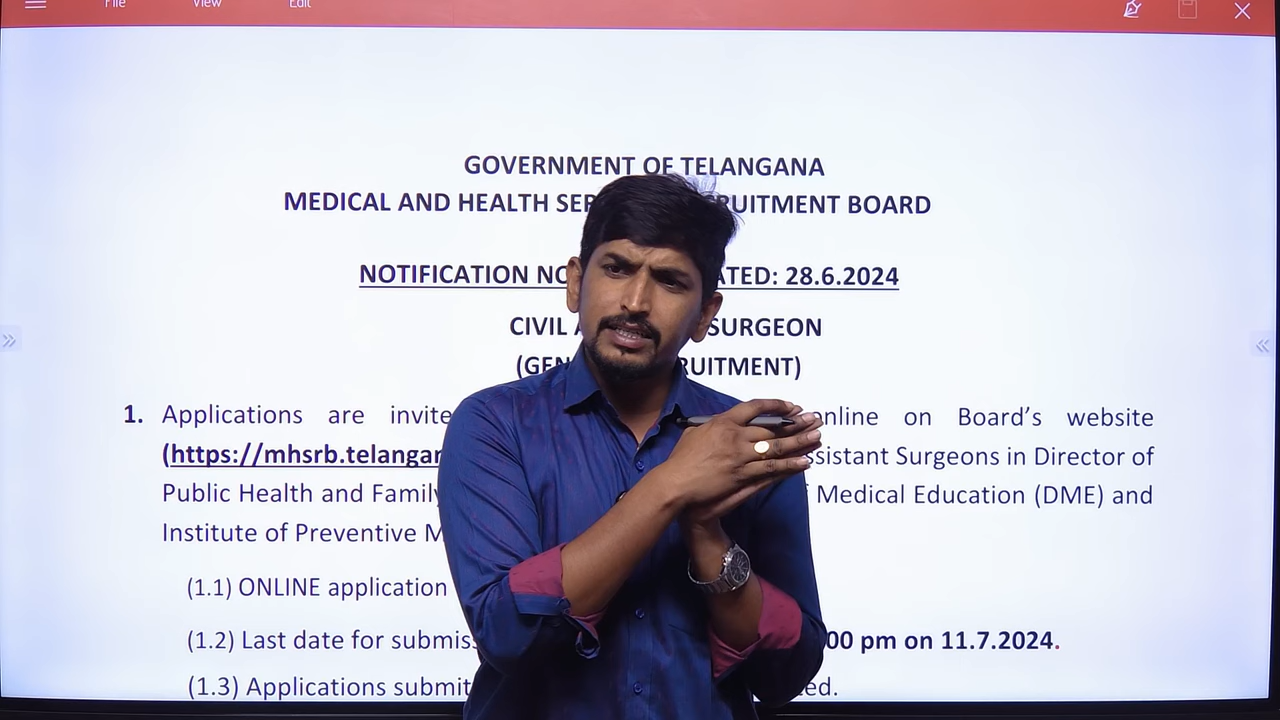 File View Edit
GOVERNMENT OF TELANGANA
MEDICAL AND HEALTH SER RUITMENT BOARD
NOTIFICATION NO ATED: 28.6.2024
CIVIL A SURGEON
(GEN RUITMENT)
1. Applications are invite online on Board's website
(https://mhsrb.telangan ssistant Surgeons in Director of
Public Health and Family f Medical Education (DME) and
Institute of Preventive M
(1.1) ONLINE application
(1.2) Last date for submiss 00 pm on 11.7.2024.
(1.3) Applications submit ed.